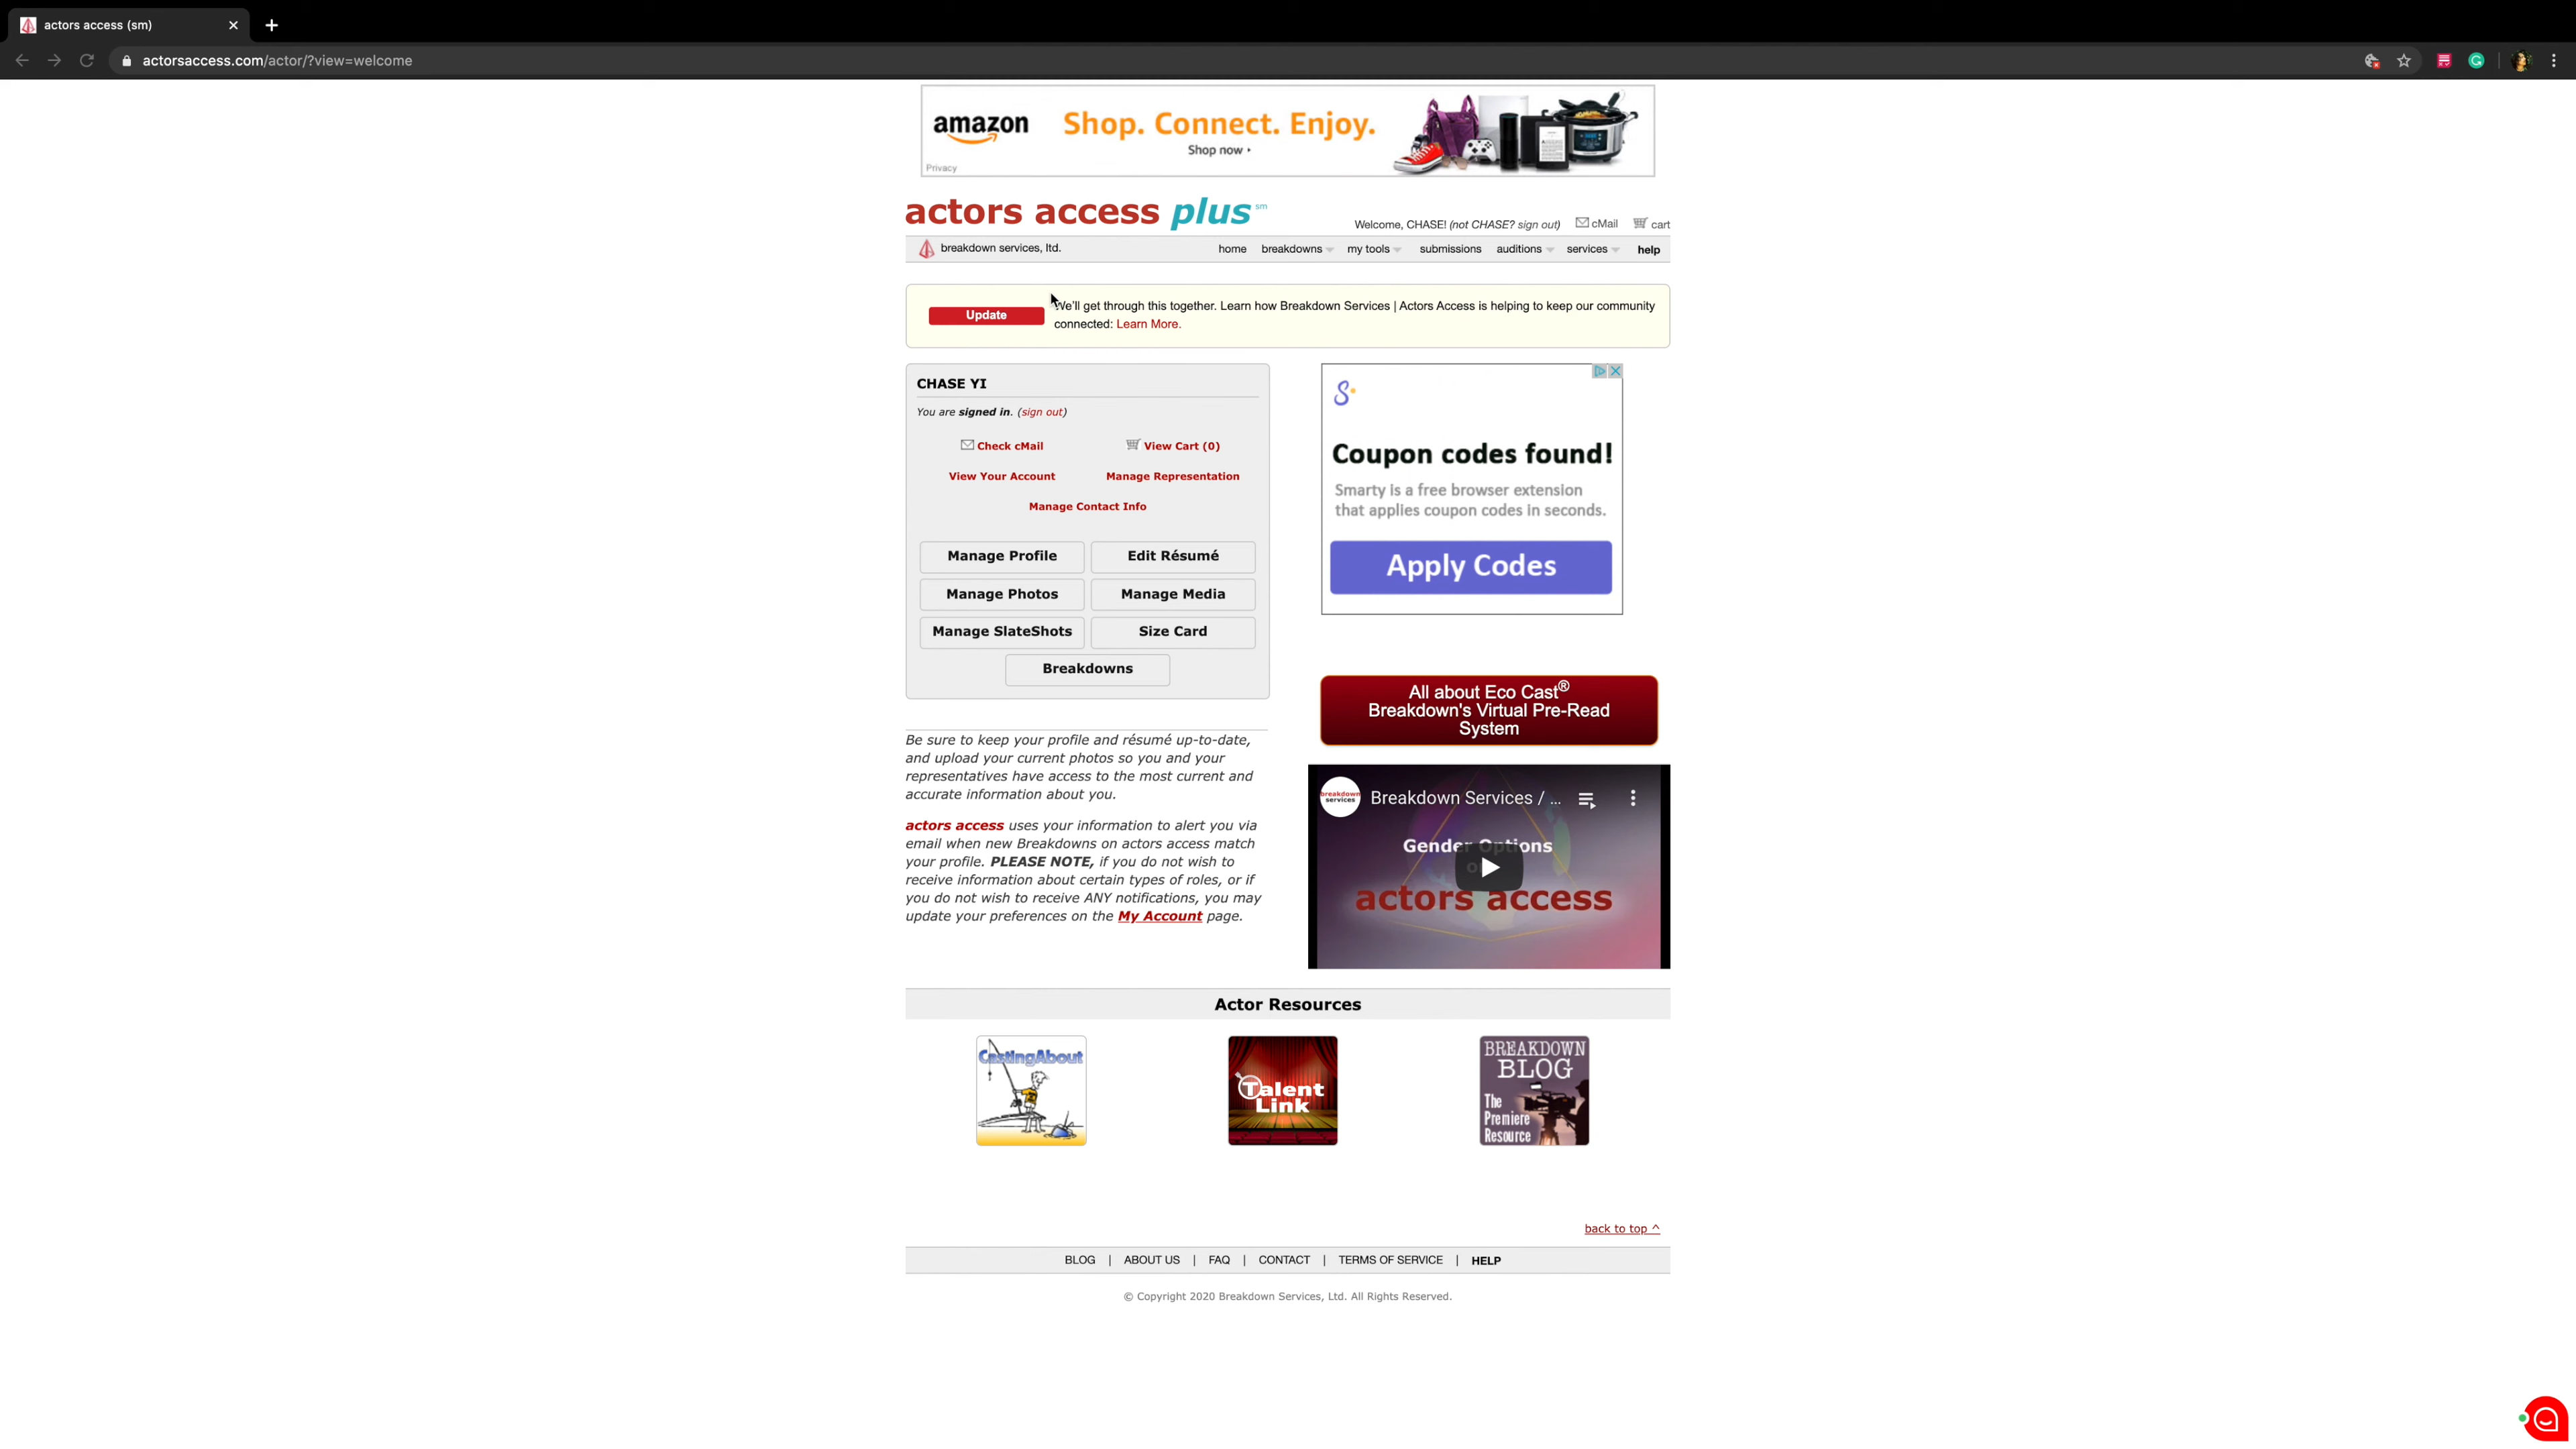 actors access (sm)
actorsaccess.com/actor/?view=welcome
amazon
Shop. Connect. Enjoy.
Shop now
Privacy
actors access plus sm
Welcome, CHASE! (not CHASE? sign out) cMail cart
breakdown services, ltd.
home breakdowns my tools submissions auditions services help
Update
We'll get through this together. Learn how Breakdown Services | Actors Access is helping to keep our community
connected: Learn More.
CHASE YI
You are signed in. (sign out)
Check cMail View Cart (0)
View Your Account Manage Representation
Manage Contact Info
Manage Profile Edit Résumé
Manage Photos Manage Media
Manage SlateShots Size Card
Breakdowns
Be sure to keep your profile and résumé up-to-date,
and upload your current photos so you and your
representatives have access to the most current and
accurate information about you.
actors access uses your information to alert you via
email when new Breakdowns on actors access match
your profile. PLEASE NOTE, if you do not wish to
receive information about certain types of roles, or if
you do not wish to receive ANY notifications, you may
update your preferences on the My Account page.
S
Coupon codes found!
Smarty is a free browser extension
that applies coupon codes in seconds.
Apply Codes
All about Eco Cast®
Breakdown's Virtual Pre-Read
System
breakdown
services
Breakdown Services / ...
Gender Options
actors access
Actor Resources
CastingAbout
Talent
Link
BREAKDOWN
BLOG
The
Premiere
Resource
back to top ^
BLOG | ABOUT US | FAQ | CONTACT | TERMS OF SERVICE | HELP
© Copyright 2020 Breakdown Services, Ltd. All Rights Reserved.